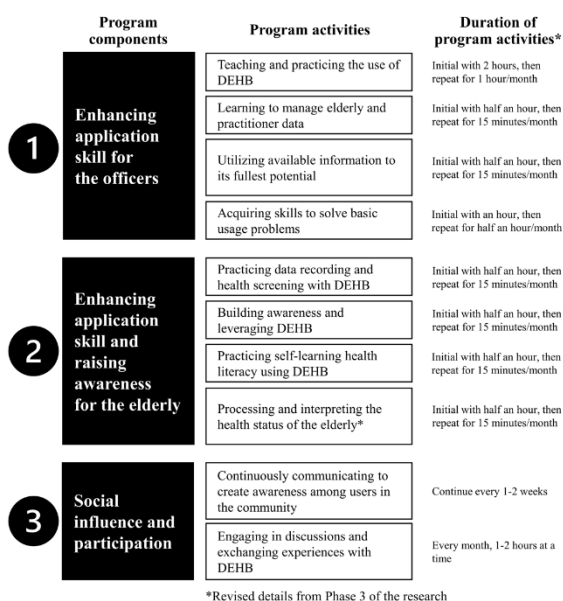 Program
components
Program activities
Duration of
program activities*
1
Enhancing
application
skill for
the officers
Teaching and practicing the use of
DEHB
Initial with 2 hours, then
repeat for 1 hour/month
Learning to manage elderly and
practitioner data
Initial with half an hour, then
repeat for 15 minutes/month
Utilizing available information to
its fullest potential
Initial with half an hour, then
repeat for 15 minutes/month
Acquiring skills to solve basic
usage problems
Initial with an hour, then
repeat for half an hour/month
2
Enhancing
application
skill and
raising
awareness
for the elderly
Practicing data recording and
health screening with DEHB
Initial with half an hour, then
repeat for 15 minutes/month
Building awareness and
leveraging DEHB
Initial with half an hour, then
repeat for 15 minutes/month
Practicing self-learning health
literacy using DEHB
Initial with half an hour, then
repeat for 15 minutes/month
Processing and interpreting the
health status of the elderly*
Initial with half an hour, then
repeat for 15 minutes/month
3
Social
influence and
participation
Continuously communicating to
create awareness among users in
the community
Continue every 1-2 weeks
Engaging in discussions and
exchanging experiences with
DEHB
Every month, 1-2 hours at a
time
*Revised details from Phase 3 of the research